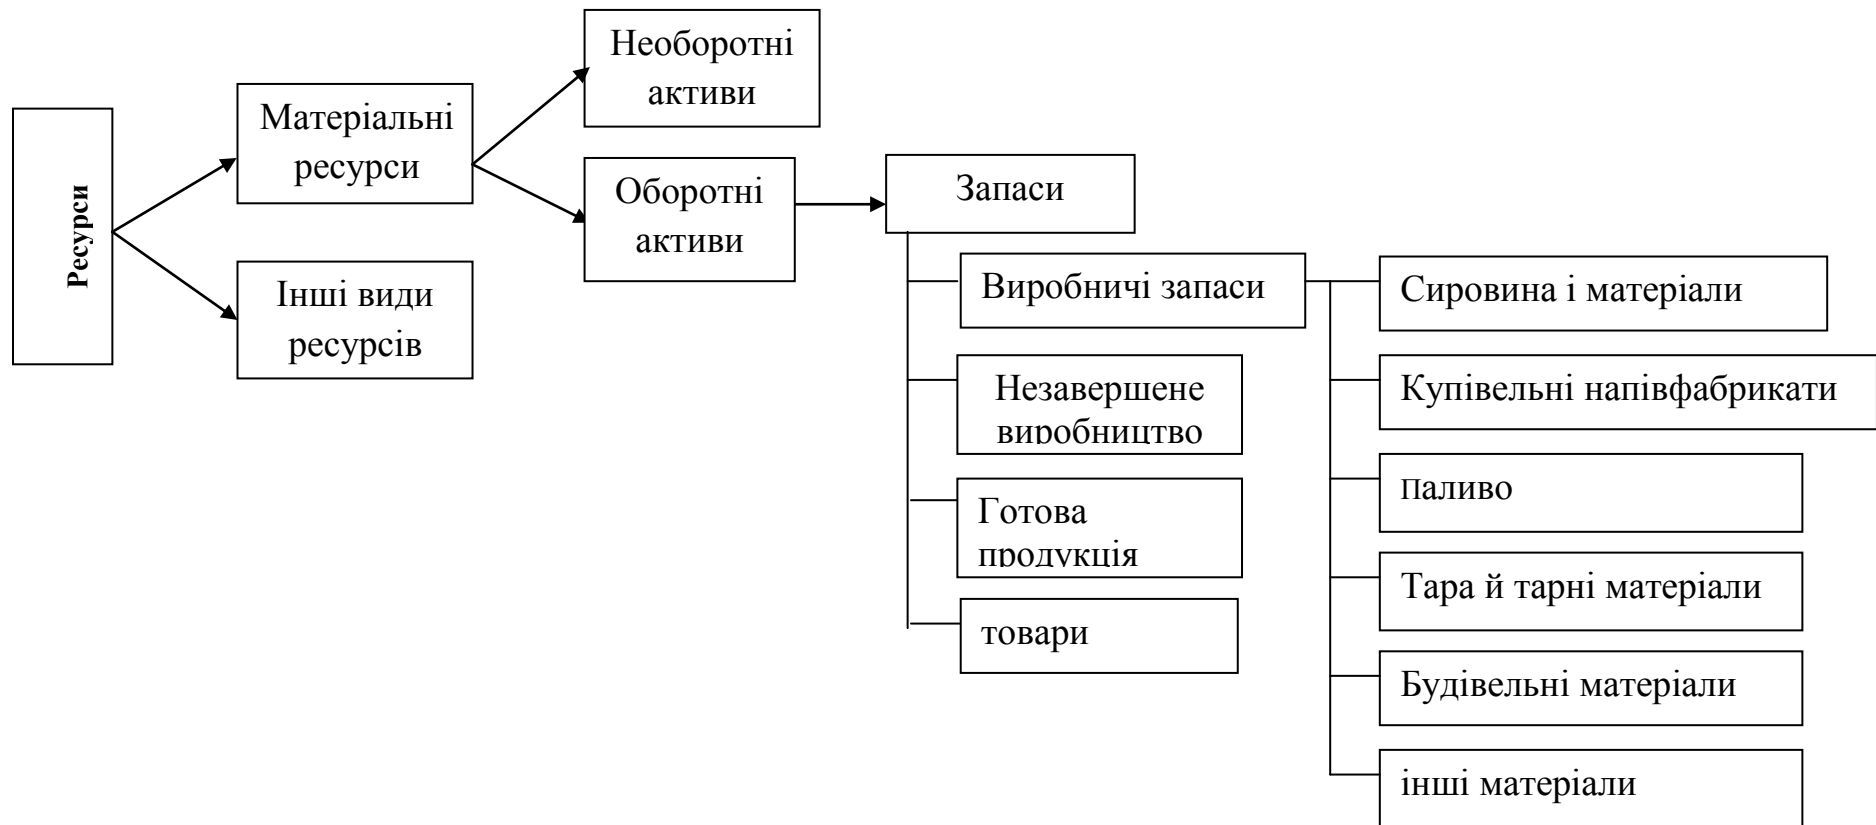 Ресурси
Матеріальні
ресурси
Інші види
ресурсів
Необоротні
активи
Оборотні
активи
Запаси
Виробничі запаси
Незавершене
виробництво
Готова
продукція
товари
Сировина і матеріали
Купівельні напівфабрикати
паливо
Тара й тарні матеріали
Будівельні матеріали
інші матеріали